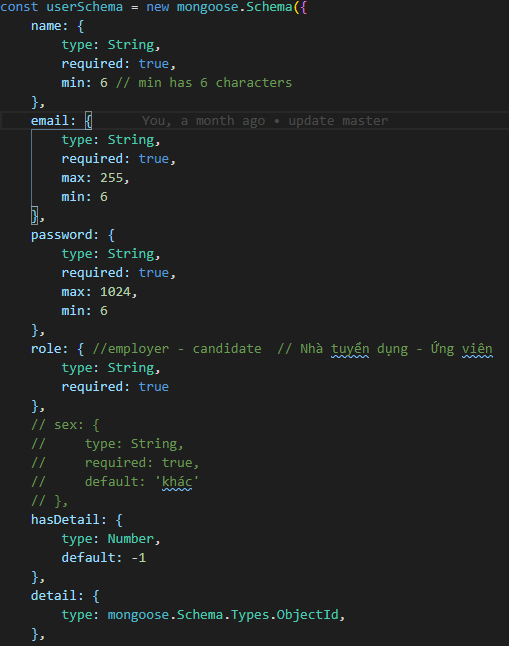 const userSchema = new mongoose.Schema({
    name: {
        type: String,
        required: true,
        min: 6 // min has 6 characters
    },
    email: {      You, a month ago • update master
        type: String,
        required: true,
        max: 255,
        min: 6
    },
    password: {
        type: String,
        required: true,
        max: 1024,
        min: 6
    },
    role: { //employer - candidate  // Nhà tuyển dụng - Ứng viên
        type: String,
        required: true
    },
    // sex: {
    //     type: String,
    //     required: true,
    //     default: 'khác'
    // },
    hasDetail: {
        type: Number,
        default: -1
    },
    detail: {
        type: mongoose.Schema.Types.ObjectId,
    },